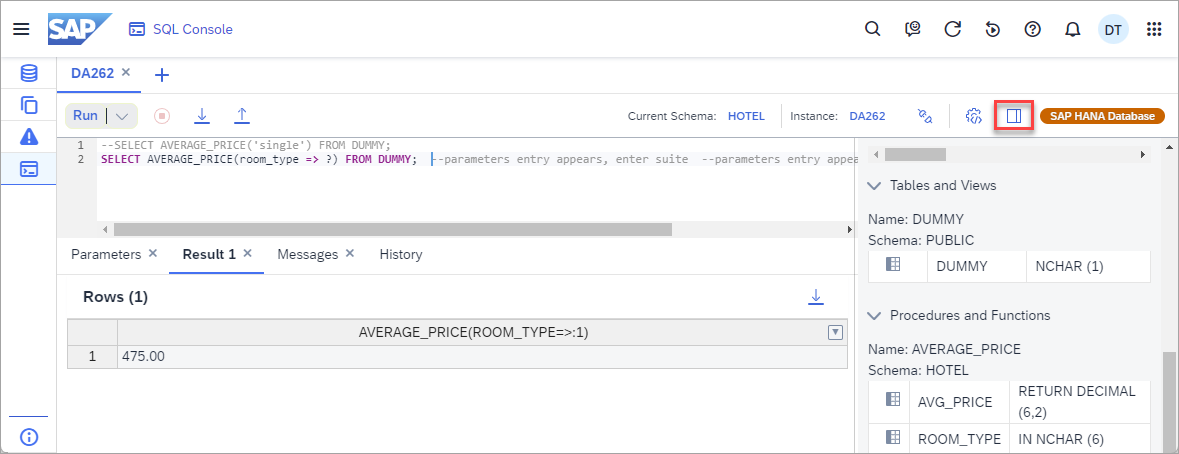 SAP SQL Console DT
DA262
Run Current Schema: HOTEL Instance: DA262 SAP HANA Database
1 --SELECT AVERAGE_PRICE('single') FROM DUMMY;
2 SELECT AVERAGE_PRICE(room_type => ?) FROM DUMMY; --parameters entry appears, enter suite --parameters entry appea
Parameters Result 1 Messages History
Rows (1)
AVERAGE_PRICE(ROOM_TYPE=>:1)
1 475.00
Tables and Views
Name: DUMMY
Schema: PUBLIC
DUMMY NCHAR (1)
Procedures and Functions
Name: AVERAGE_PRICE
Schema: HOTEL
AVG_PRICE RETURN DECIMAL
(6,2)
ROOM_TYPE IN NCHAR (6)